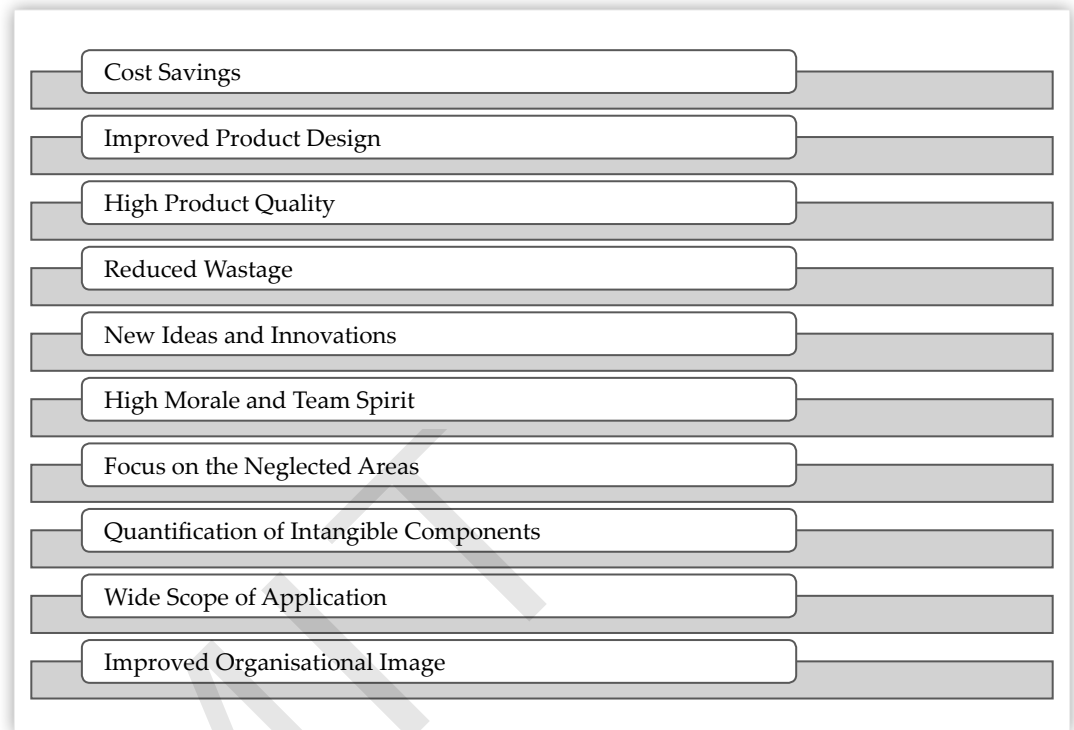 Cost Savings
Improved Product Design
High Product Quality
Reduced Wastage
New Ideas and Innovations
High Morale and Team Spirit
Focus on the Neglected Areas
Quantification of Intangible Components
Wide Scope of Application
Improved Organisational Image